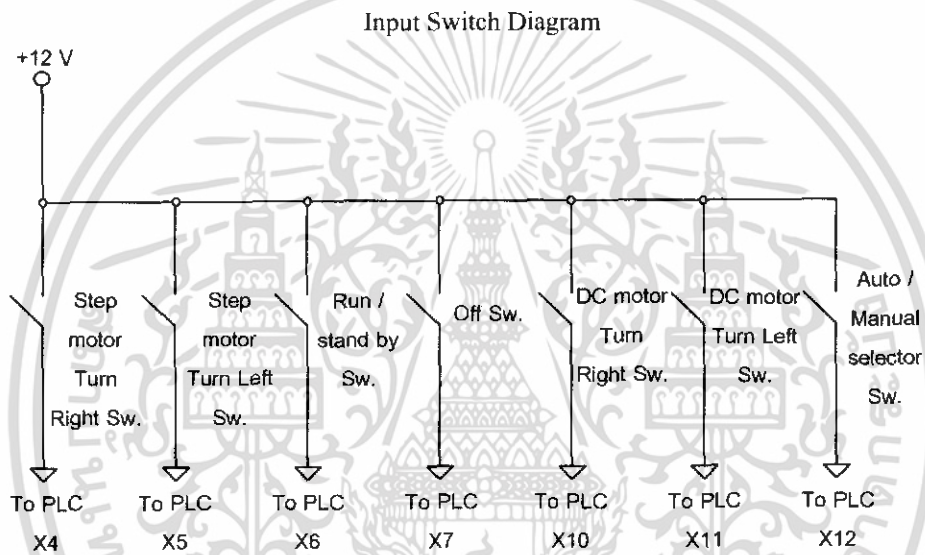 Input Switch Diagram
+12 V
Step
motor
Turn
Right Sw.
Step
motor
Turn Left
Sw.
Run /
stand by
Sw.
Off Sw.
DC motor
Turn
Right Sw.
DC motor
Turn Left
Sw.
Auto /
Manual
selector
Sw.
To PLC To PLC To PLC To PLC To PLC To PLC To PLC
X4 X5 X6 X7 X10 X11 X12